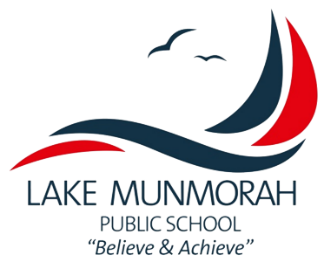 LAKE MUNMORAH
PUBLIC SCHOOL
"Believe & Achieve"